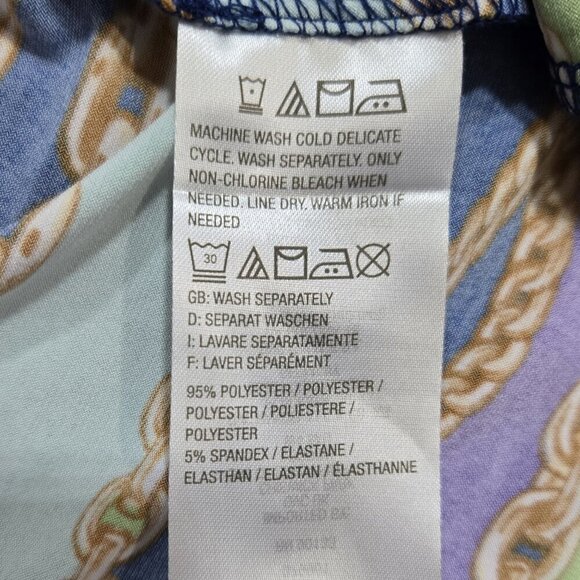 MACHINE WASH COLD DELICATE
CYCLE. WASH SEPARATELY. ONLY
NON-CHLORINE BLEACH WHEN
NEEDED. LINE DRY. WARM IRON IF
NEEDED
30
GB: WASH SEPARATELY
D: SEPARAT WASCHEN
I: LAVARE SEPARATAMENTE
F: LAVER SÉPARÉMENT
95% POLYESTER / POLYESTER /
POLYESTER / POLIESTERE /
POLYESTER
5% SPANDEX / ELASTANE /
ELASTHAN / ELASTAN / ÉLASTHANNE